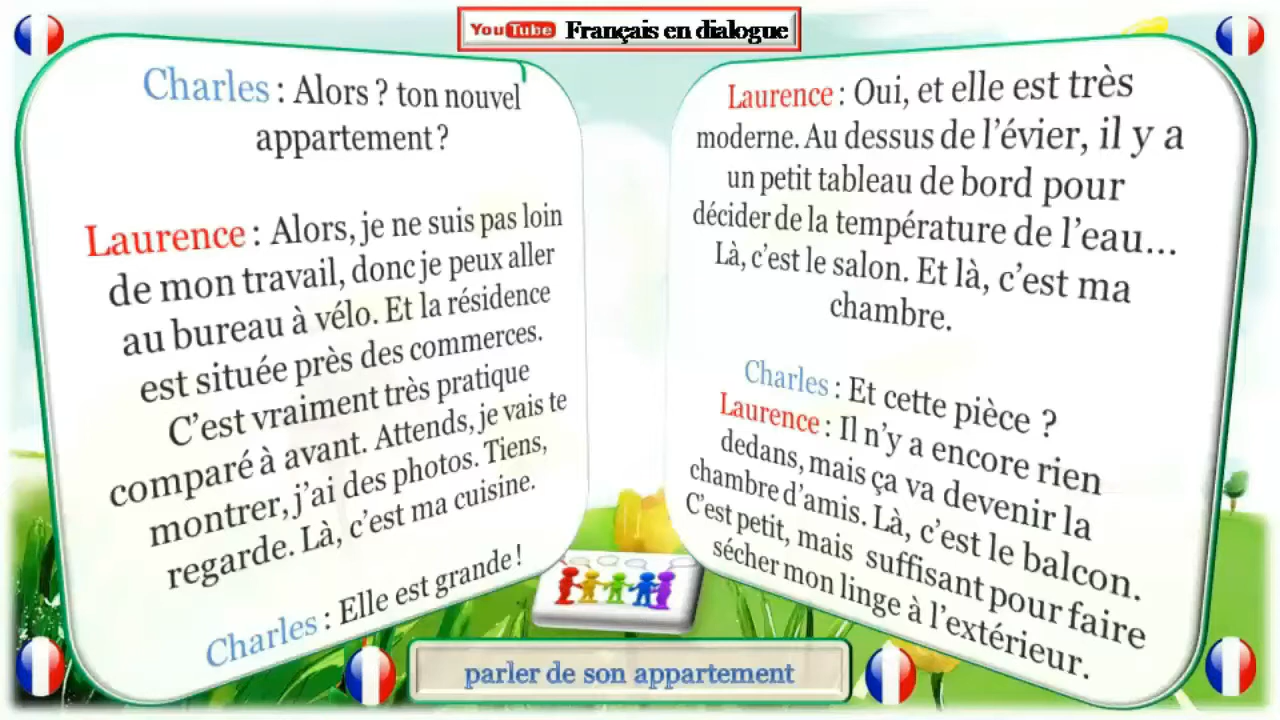 YouTube Français en dialogue
Charles : Alors ? ton nouvel
appartement ?
Laurence : Alors, je ne suis pas loin
de mon travail, donc je peux aller
au bureau à vélo. Et la résidence
est située près des commerces.
C'est vraiment très pratique
comparé à avant. Attends, je vais te
montrer, j'ai des photos. Tiens,
regarde. Là, c'est ma cuisine.
Charles : Elle est grande !
Laurence : Oui, et elle est très
moderne. Au dessus de l'évier, il y a
un petit tableau de bord pour
décider de la température de l'eau...
Là, c'est le salon. Et là, c'est ma
chambre.
Charles : Et cette pièce ?
Laurence : Il n'y a encore rien
dedans, mais ça va devenir la
chambre d'amis. Là, c'est le balcon.
C'est petit, mais suffisant pour faire
sécher mon linge à l'extérieur.
parler de son appartement